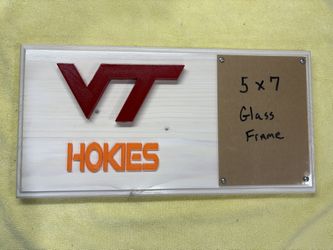 VT
HOKIES
5 x 7
Glass
Frame